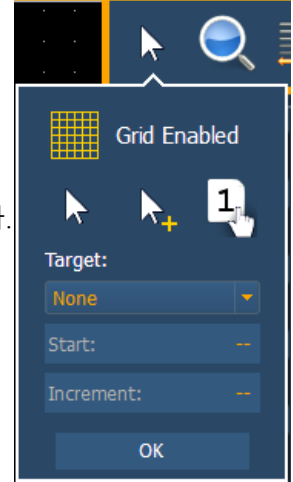 Grid Enabled
1
Target:
None
Start: --
Increment: --
OK